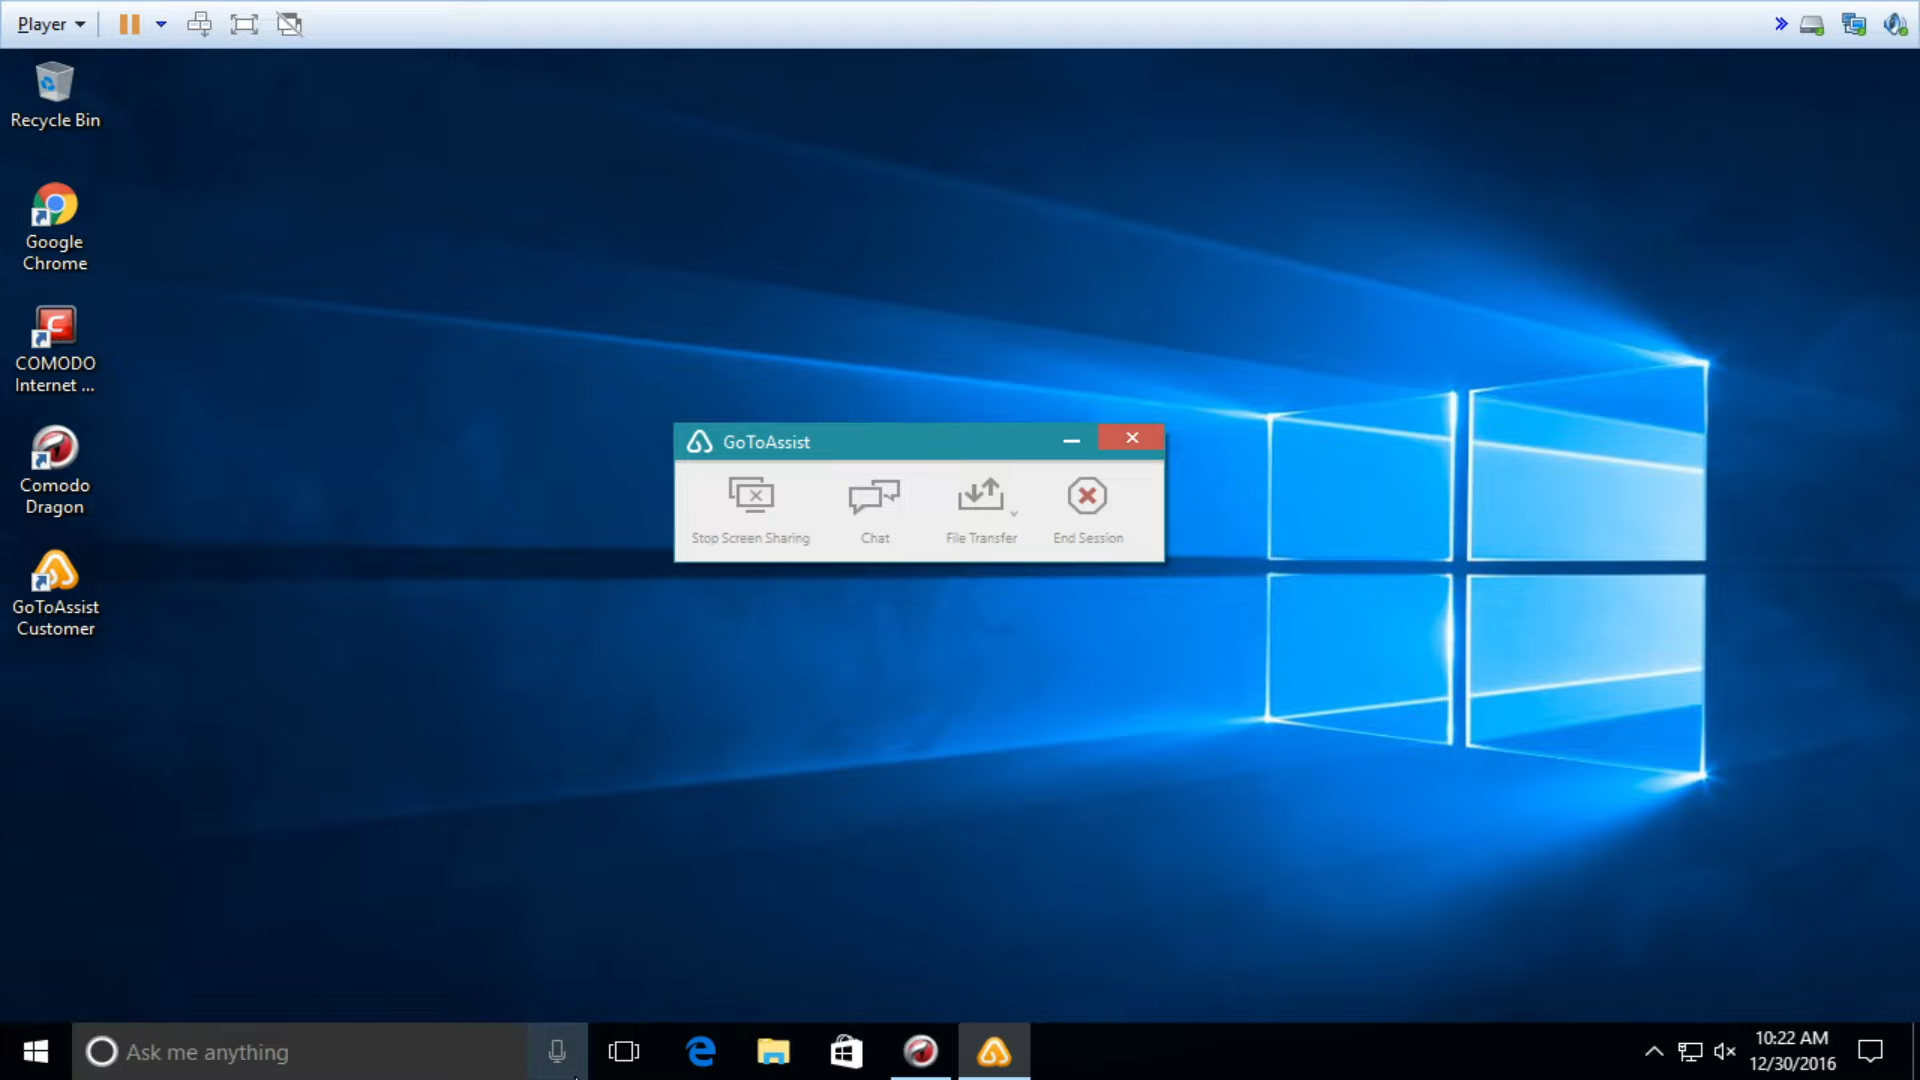 Player
Recycle Bin
Google
Chrome
COMODO
Internet ...
Comodo
Dragon
GoToAssist
Customer
GoToAssist
Stop Screen Sharing
Chat
File Transfer
End Session
Ask me anything
10:22 AM
12/30/2016